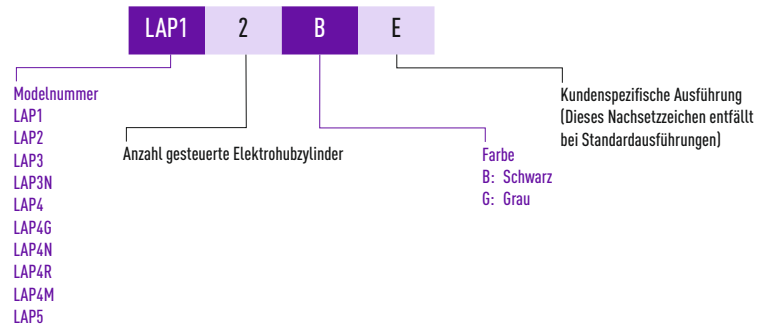 LAP1 2 B E
Modelnummer
LAP1
LAP2
LAP3
LAP3N
LAP4
LAP4G
LAP4N
LAP4R
LAP4M
LAP5
Anzahl gesteuerte Elektrohubzylinder
Farbe
B: Schwarz
G: Grau
Kundenspezifische Ausführung
(Dieses Nachsetzzeichen entfällt
bei Standardausführungen)